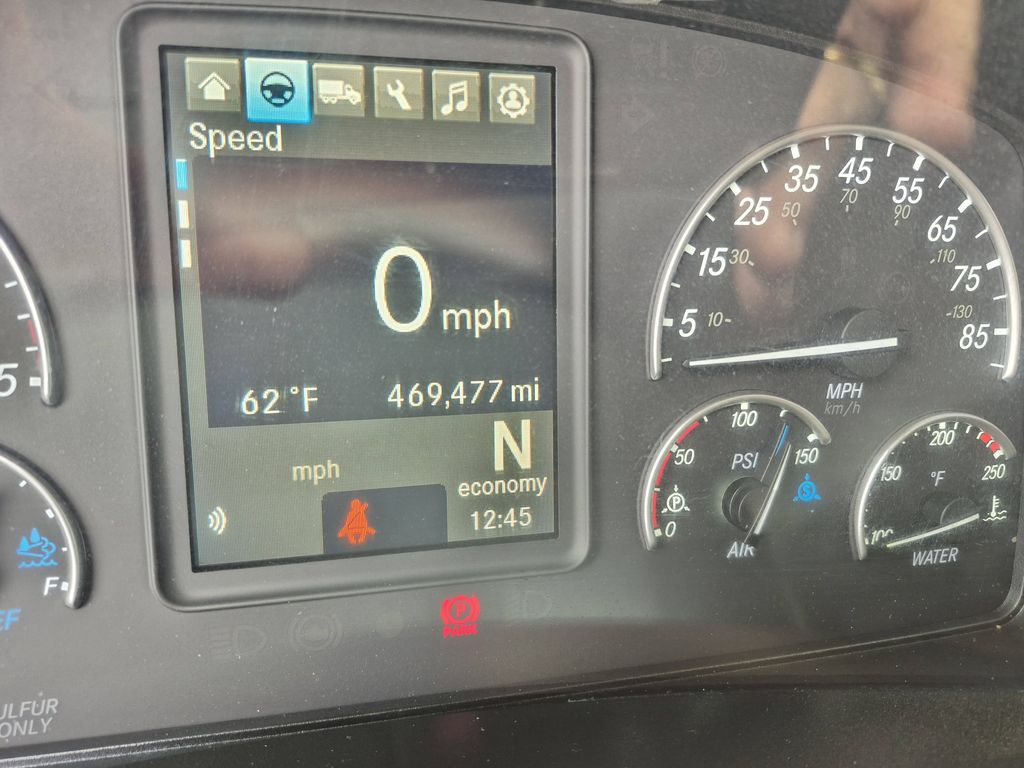 Speed
0 mph
62 °F 469,477 mi
N
mph
economy
12:45
PARK
5
F
ULFUR
ONLY
5 15 25 35 45 55 65 75 85
10 30 50 70 90 110 130
MPH
km/h
0 50 100 150
PSI
P
S
AIR
100 150 200 250
°F
WATER